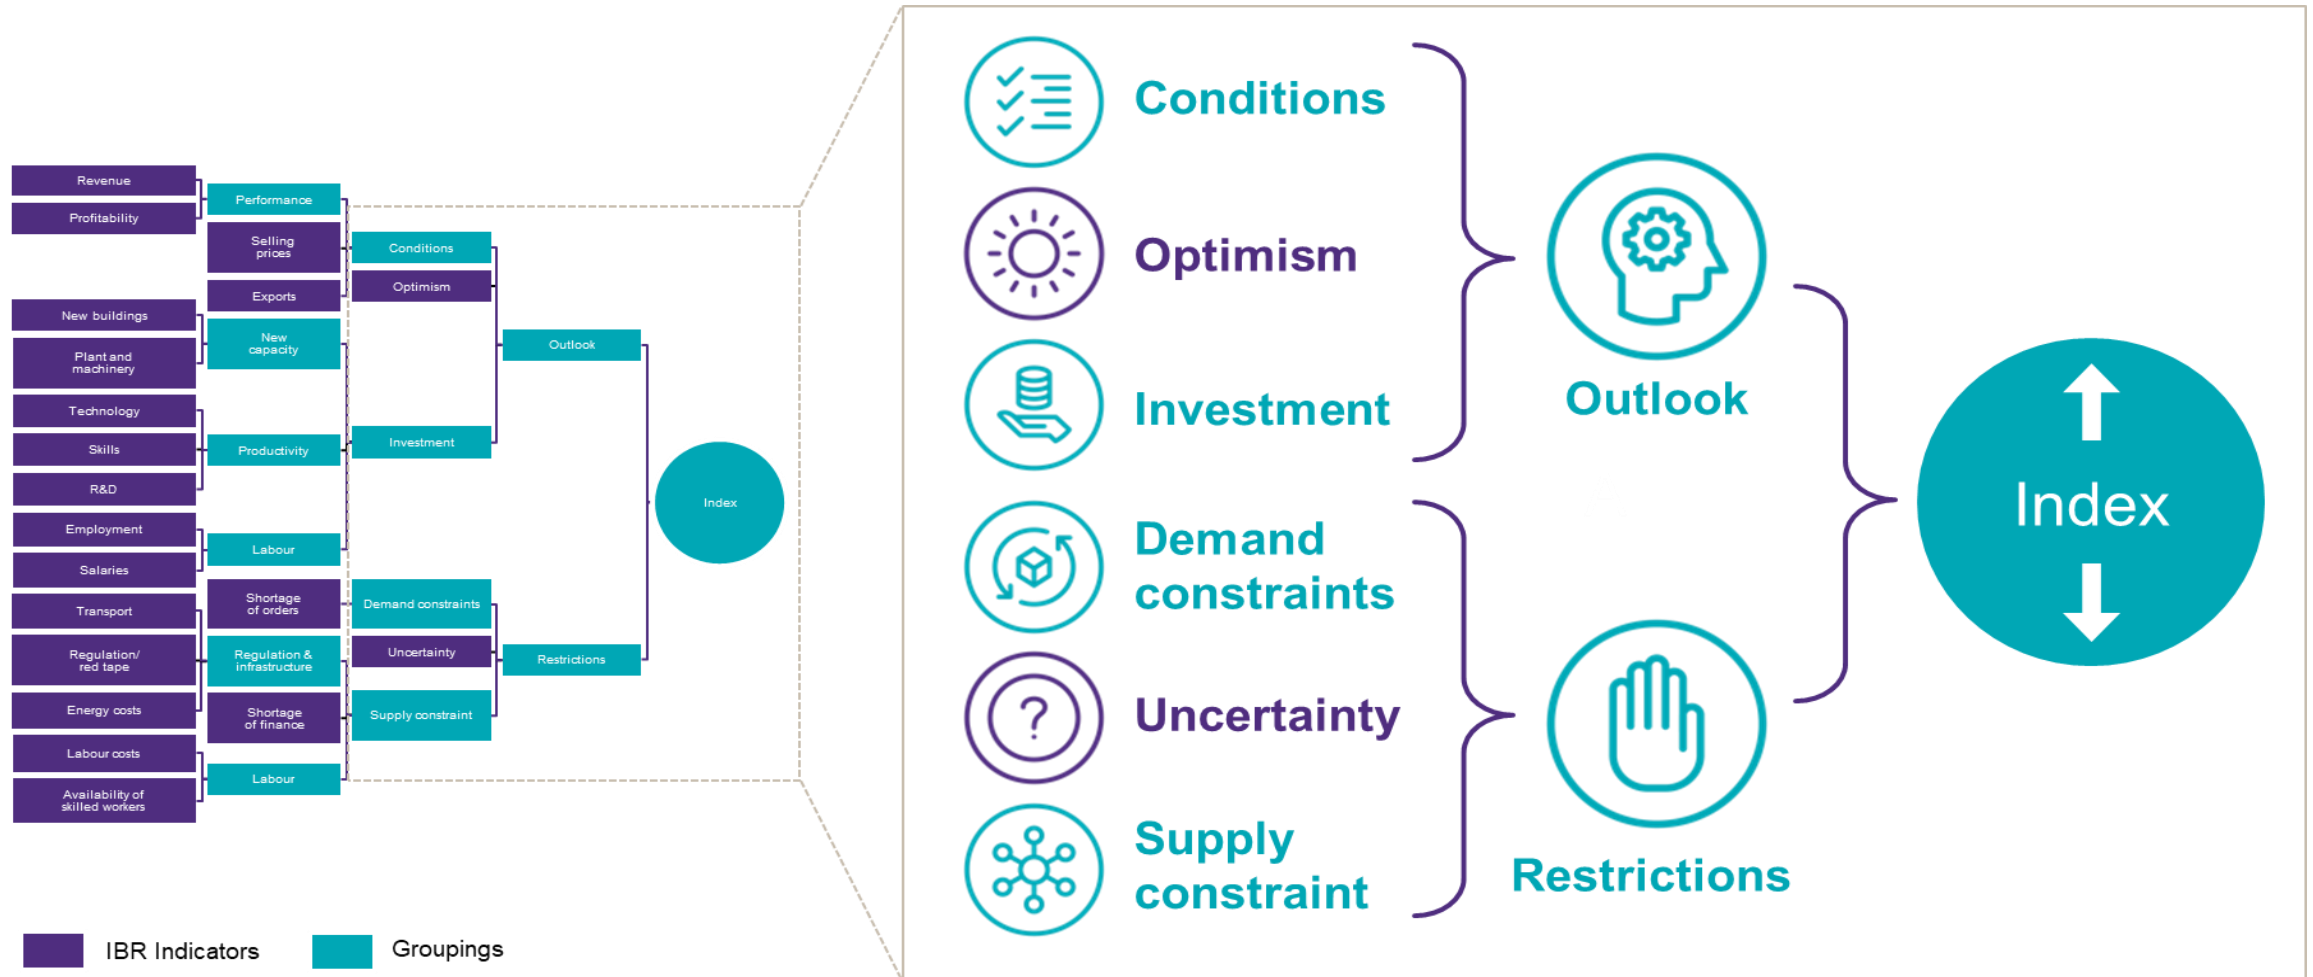 Revenue
Profitability
Performance
Selling
prices
Exports
Conditions
Optimism
New buildings
Plant and
machinery
New
capacity
Technology
Skills
R&D
Productivity
Investment
Employment
Salaries
Labour
Outlook
Transport
Regulation/
red tape
Energy costs
Shortage
of orders
Regulation &
infrastructure
Shortage
of finance
Labour costs
Availability of
skilled workers
Labour
Demand constraints
Uncertainty
Supply constraint
Restrictions
Index
IBR Indicators
Groupings
Conditions
Optimism
Investment
Demand
constraints
?
Uncertainty
Supply
constraint
Outlook
Restrictions
Index